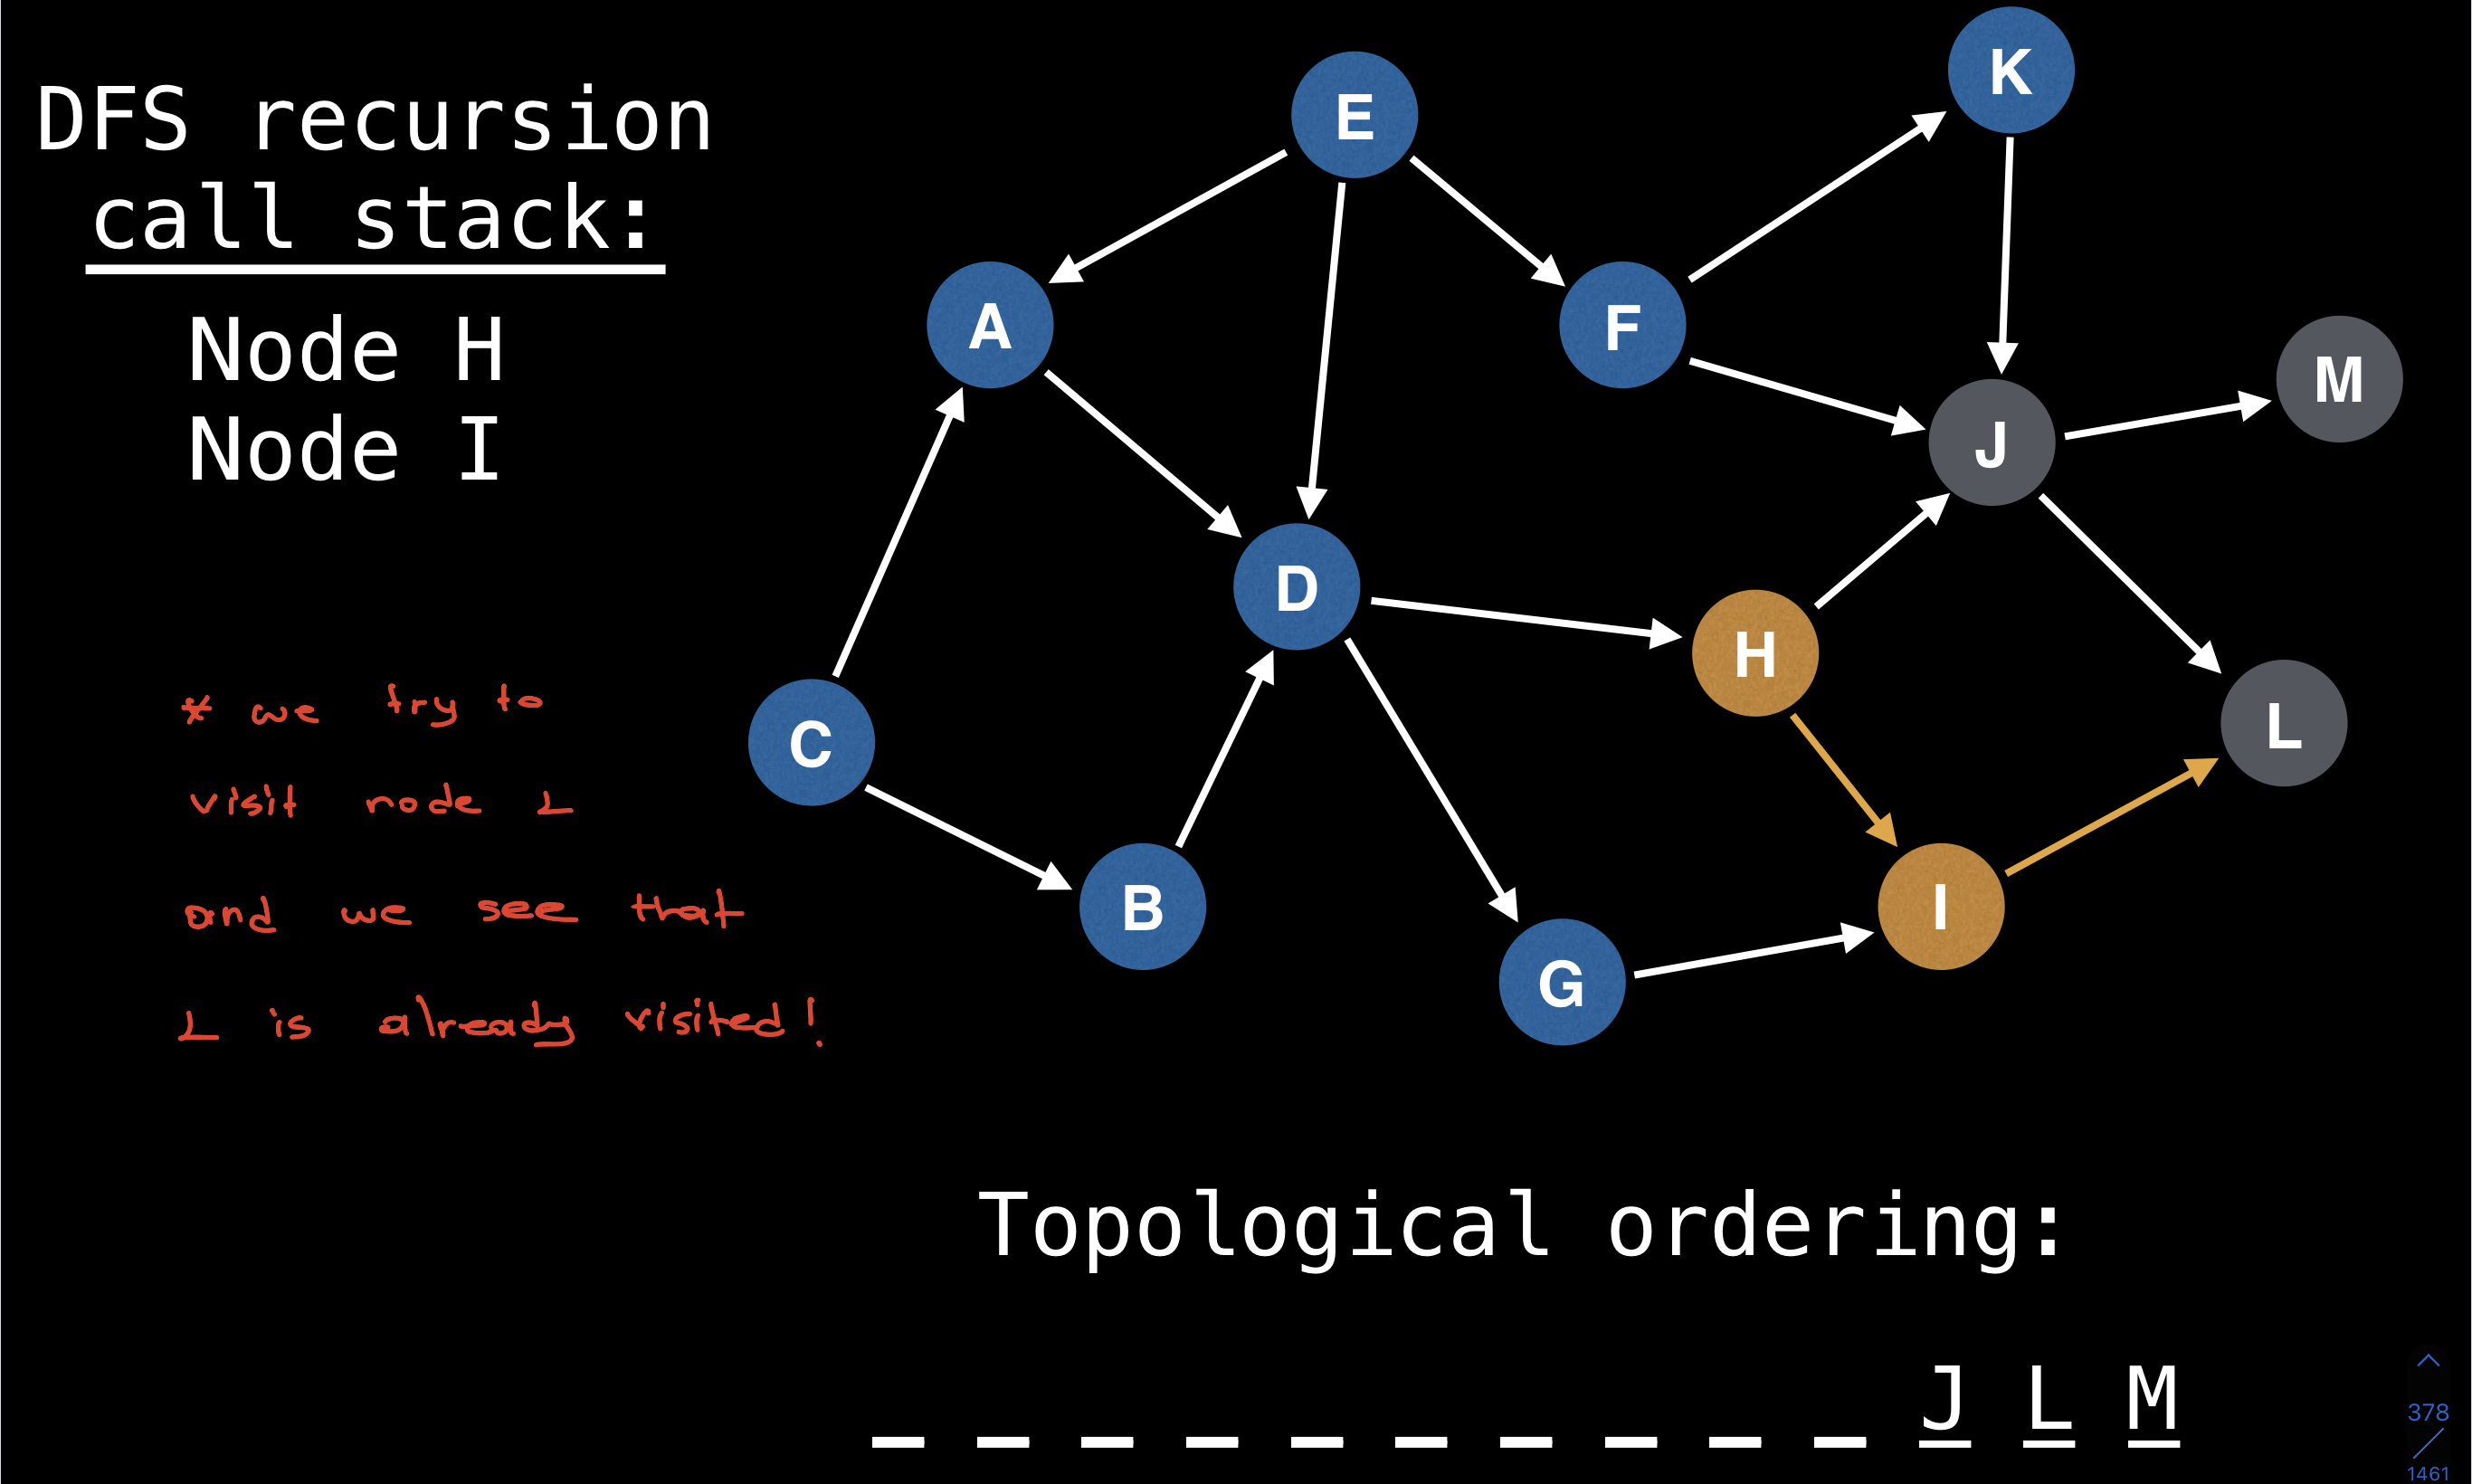 DFS recursion
call stack:
Node H
Node I
* we try to
visit node L
and we see that
L is already visited!
E
K
A
F
M
J
D
H
C
L
B
I
G
Topological ordering:
_ _ _ _ _ _ _ _ _ _ J L M
378
/
1461